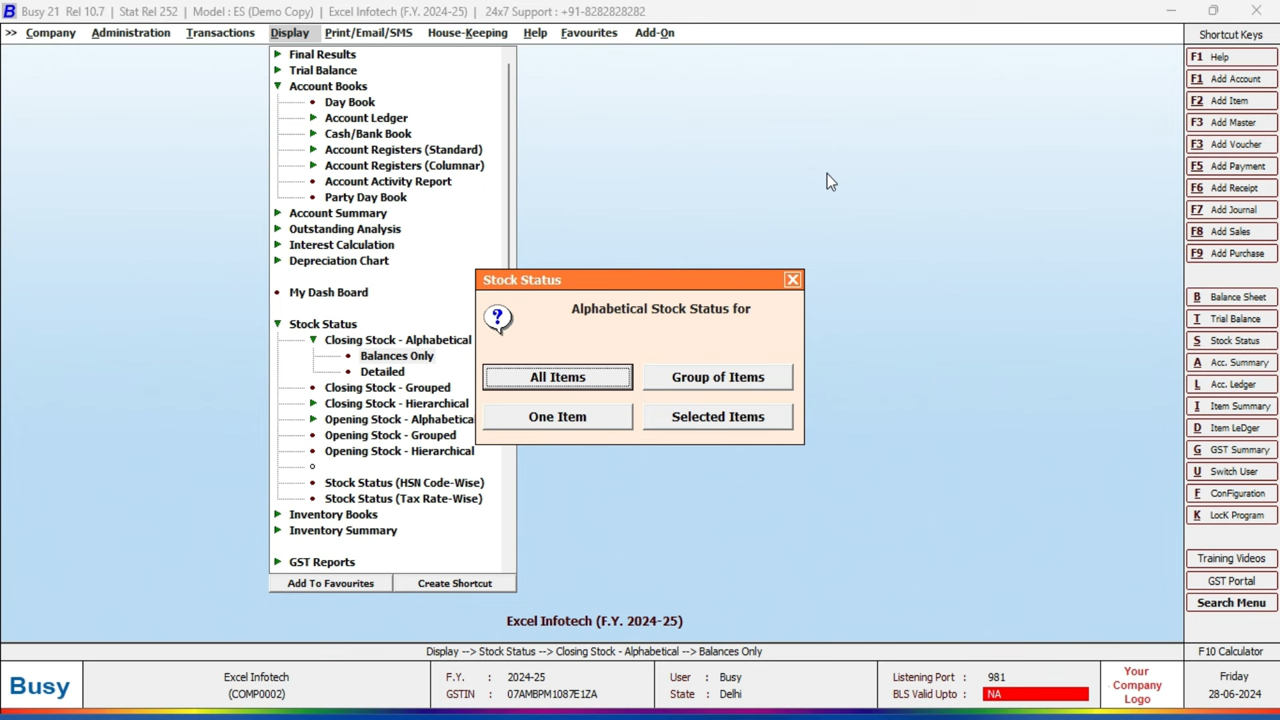 Busy 21 Rel 10.7 | Stat Rel 252 | Model : ES (Demo Copy) | Excel Infotech (F.Y. 2024-25) | 24x7 Support : +91-8282828282
>> Company Administration Transactions Display Print/Email/SMS House-Keeping Help Favourites Add-On
Final Results
Trial Balance
Account Books
Day Book
Account Ledger
Cash/Bank Book
Account Registers (Standard)
Account Registers (Columnar)
Account Activity Report
Party Day Book
Account Summary
Outstanding Analysis
Interest Calculation
Depreciation Chart
My Dash Board
Stock Status
Closing Stock - Alphabetical
Balances Only
Detailed
Closing Stock - Grouped
Closing Stock - Hierarchical
Opening Stock - Alphabetica
Opening Stock - Grouped
Opening Stock - Hierarchical
Stock Status (HSN Code-Wise)
Stock Status (Tax Rate-Wise)
Inventory Books
Inventory Summary
GST Reports
Add To Favourites Create Shortcut
Stock Status
Alphabetical Stock Status for
All Items Group of Items
One Item Selected Items
Excel Infotech (F.Y. 2024-25)
Shortcut Keys
F1 Help
F1 Add Account
F2 Add Item
F3 Add Master
F3 Add Voucher
F5 Add Payment
F6 Add Receipt
F7 Add Journal
F8 Add Sales
F9 Add Purchase
B Balance Sheet
T Trial Balance
S Stock Status
A Acc. Summary
L Acc. Ledger
I Item Summary
D Item LeDger
G GST Summary
U Switch User
F ConFiguration
K LocK Program
Training Videos
GST Portal
Search Menu
Display --> Stock Status --> Closing Stock - Alphabetical --> Balances Only
F10 Calculator
Busy
Excel Infotech
(COMP0002)
F.Y. : 2024-25
GSTIN : 07AMBPM1087E1ZA
User : Busy
State : Delhi
Listening Port : 981
BLS Valid Upto : NA
Your
Company
Logo
Friday
28-06-2024